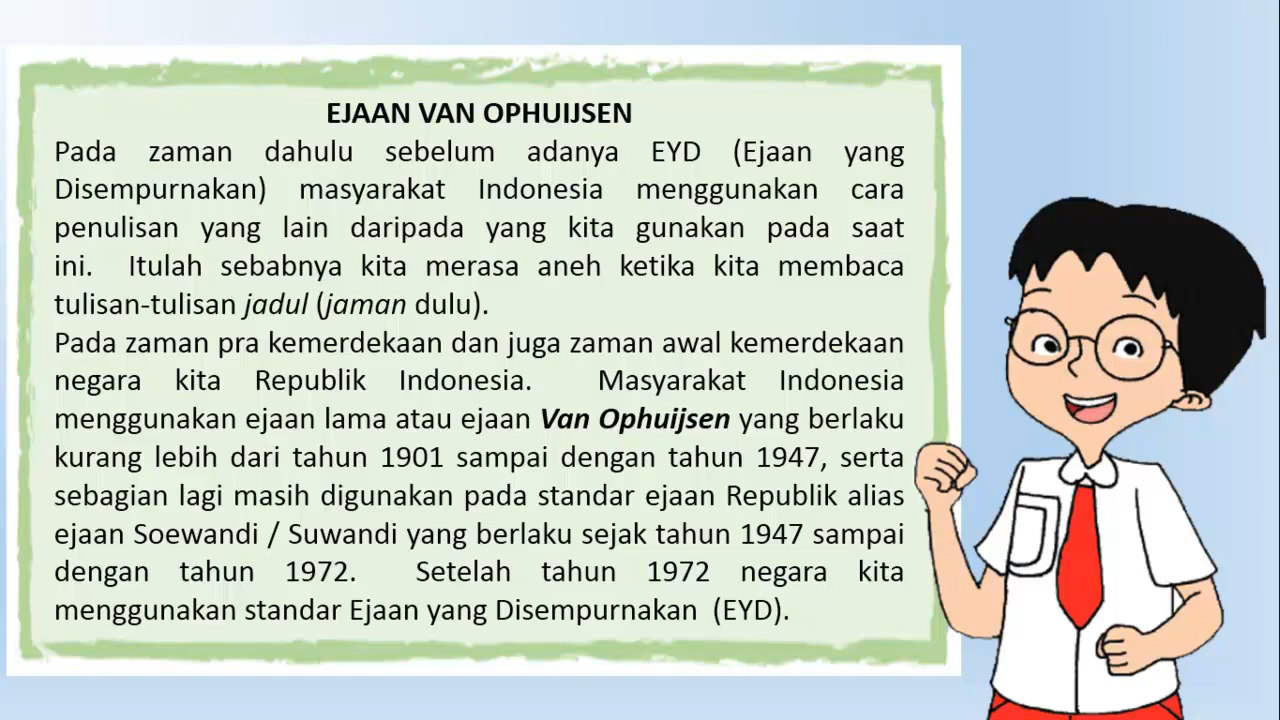 EJAAN VAN OPHUIJSEN
Pada zaman dahulu sebelum adanya EYD (Ejaan yang
Disempurnakan) masyarakat Indonesia menggunakan cara
penulisan yang lain daripada yang kita gunakan pada saat
ini. Itulah sebabnya kita merasa aneh ketika kita membaca
tulisan-tulisan jadul (jaman dulu).
Pada zaman pra kemerdekaan dan juga zaman awal kemerdekaan
negara kita Republik Indonesia. Masyarakat Indonesia
menggunakan ejaan lama atau ejaan Van Ophuijsen yang berlaku
kurang lebih dari tahun 1901 sampai dengan tahun 1947, serta
sebagian lagi masih digunakan pada standar ejaan Republik alias
ejaan Soewandi / Suwandi yang berlaku sejak tahun 1947 sampai
dengan tahun 1972. Setelah tahun 1972 negara kita
menggunakan standar Ejaan yang Disempurnakan (EYD).